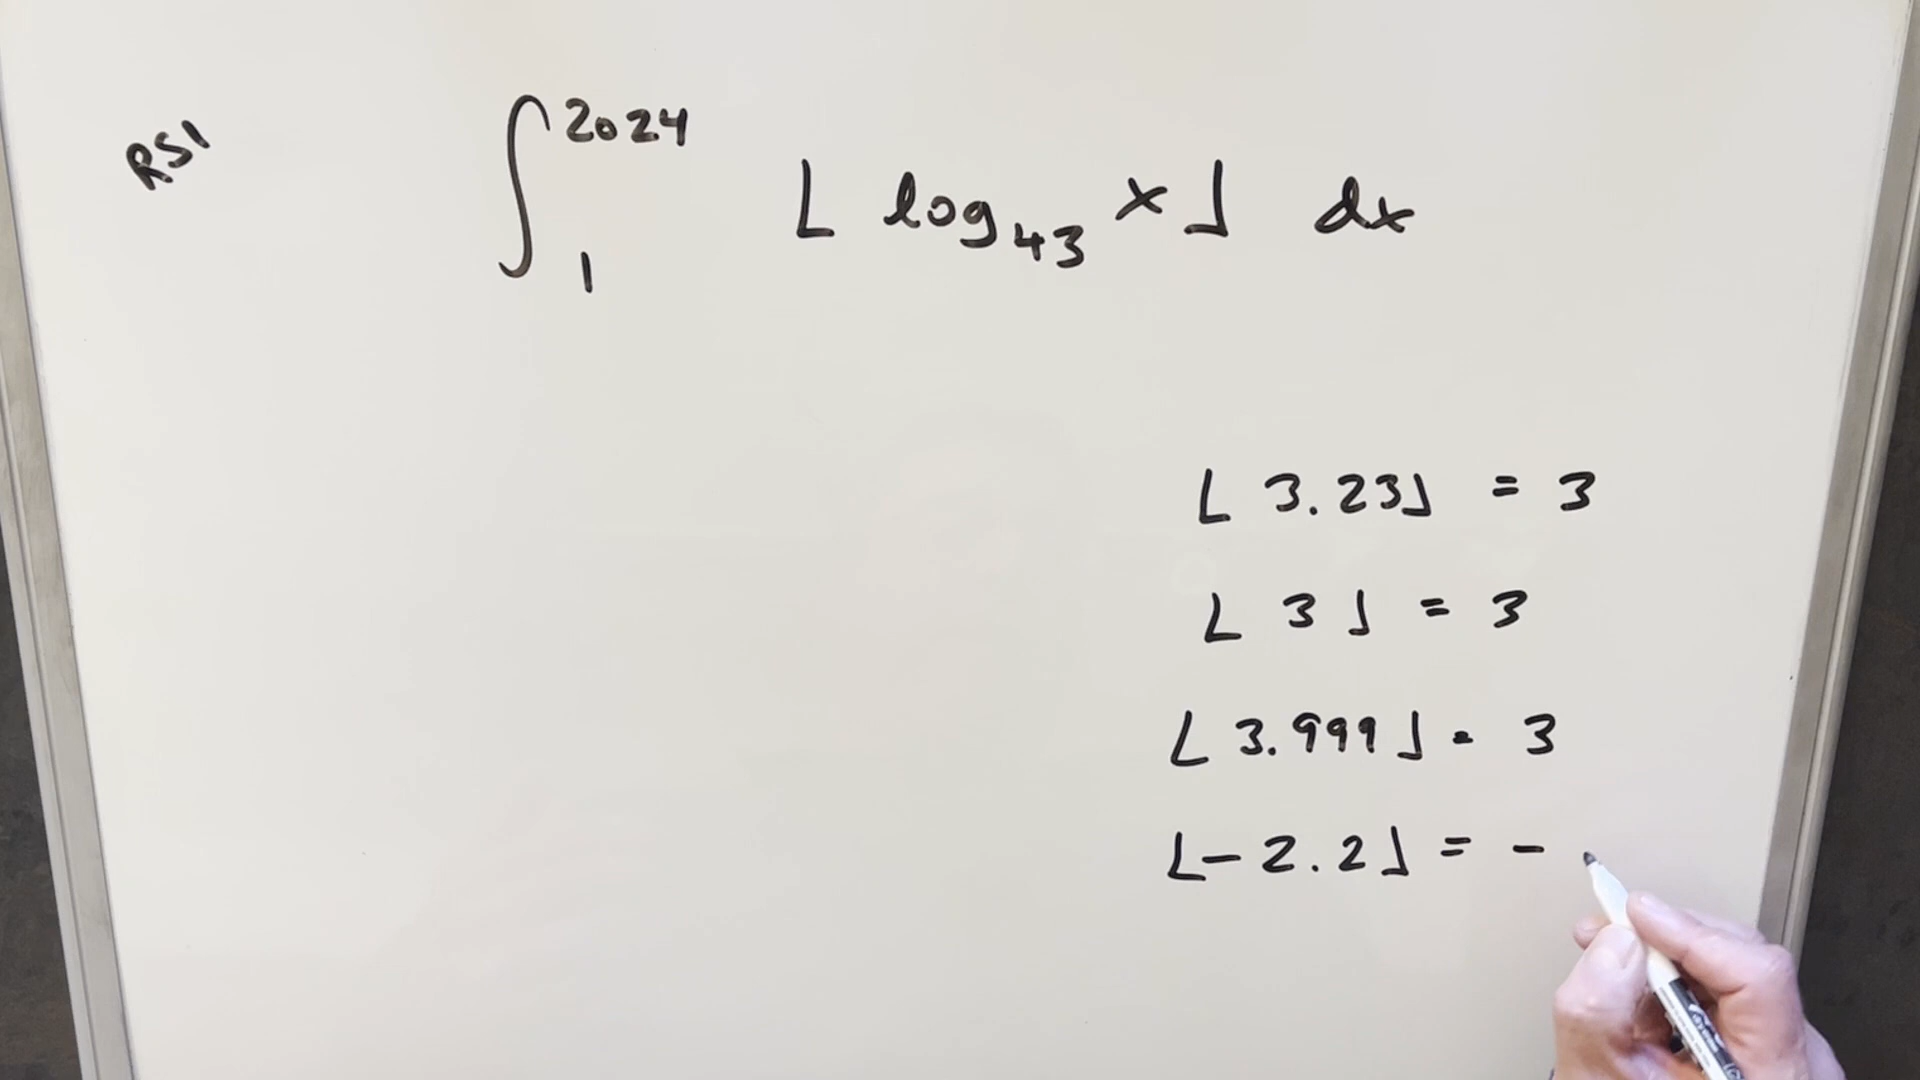 RSI
∫₁²⁰²⁴ ⌊ log₄₃ x ⌋ dx
⌊ 3.23⌋ = 3
⌊ 3 ⌋ = 3
⌊ 3.999 ⌋ = 3
⌊- 2.2⌋ = -